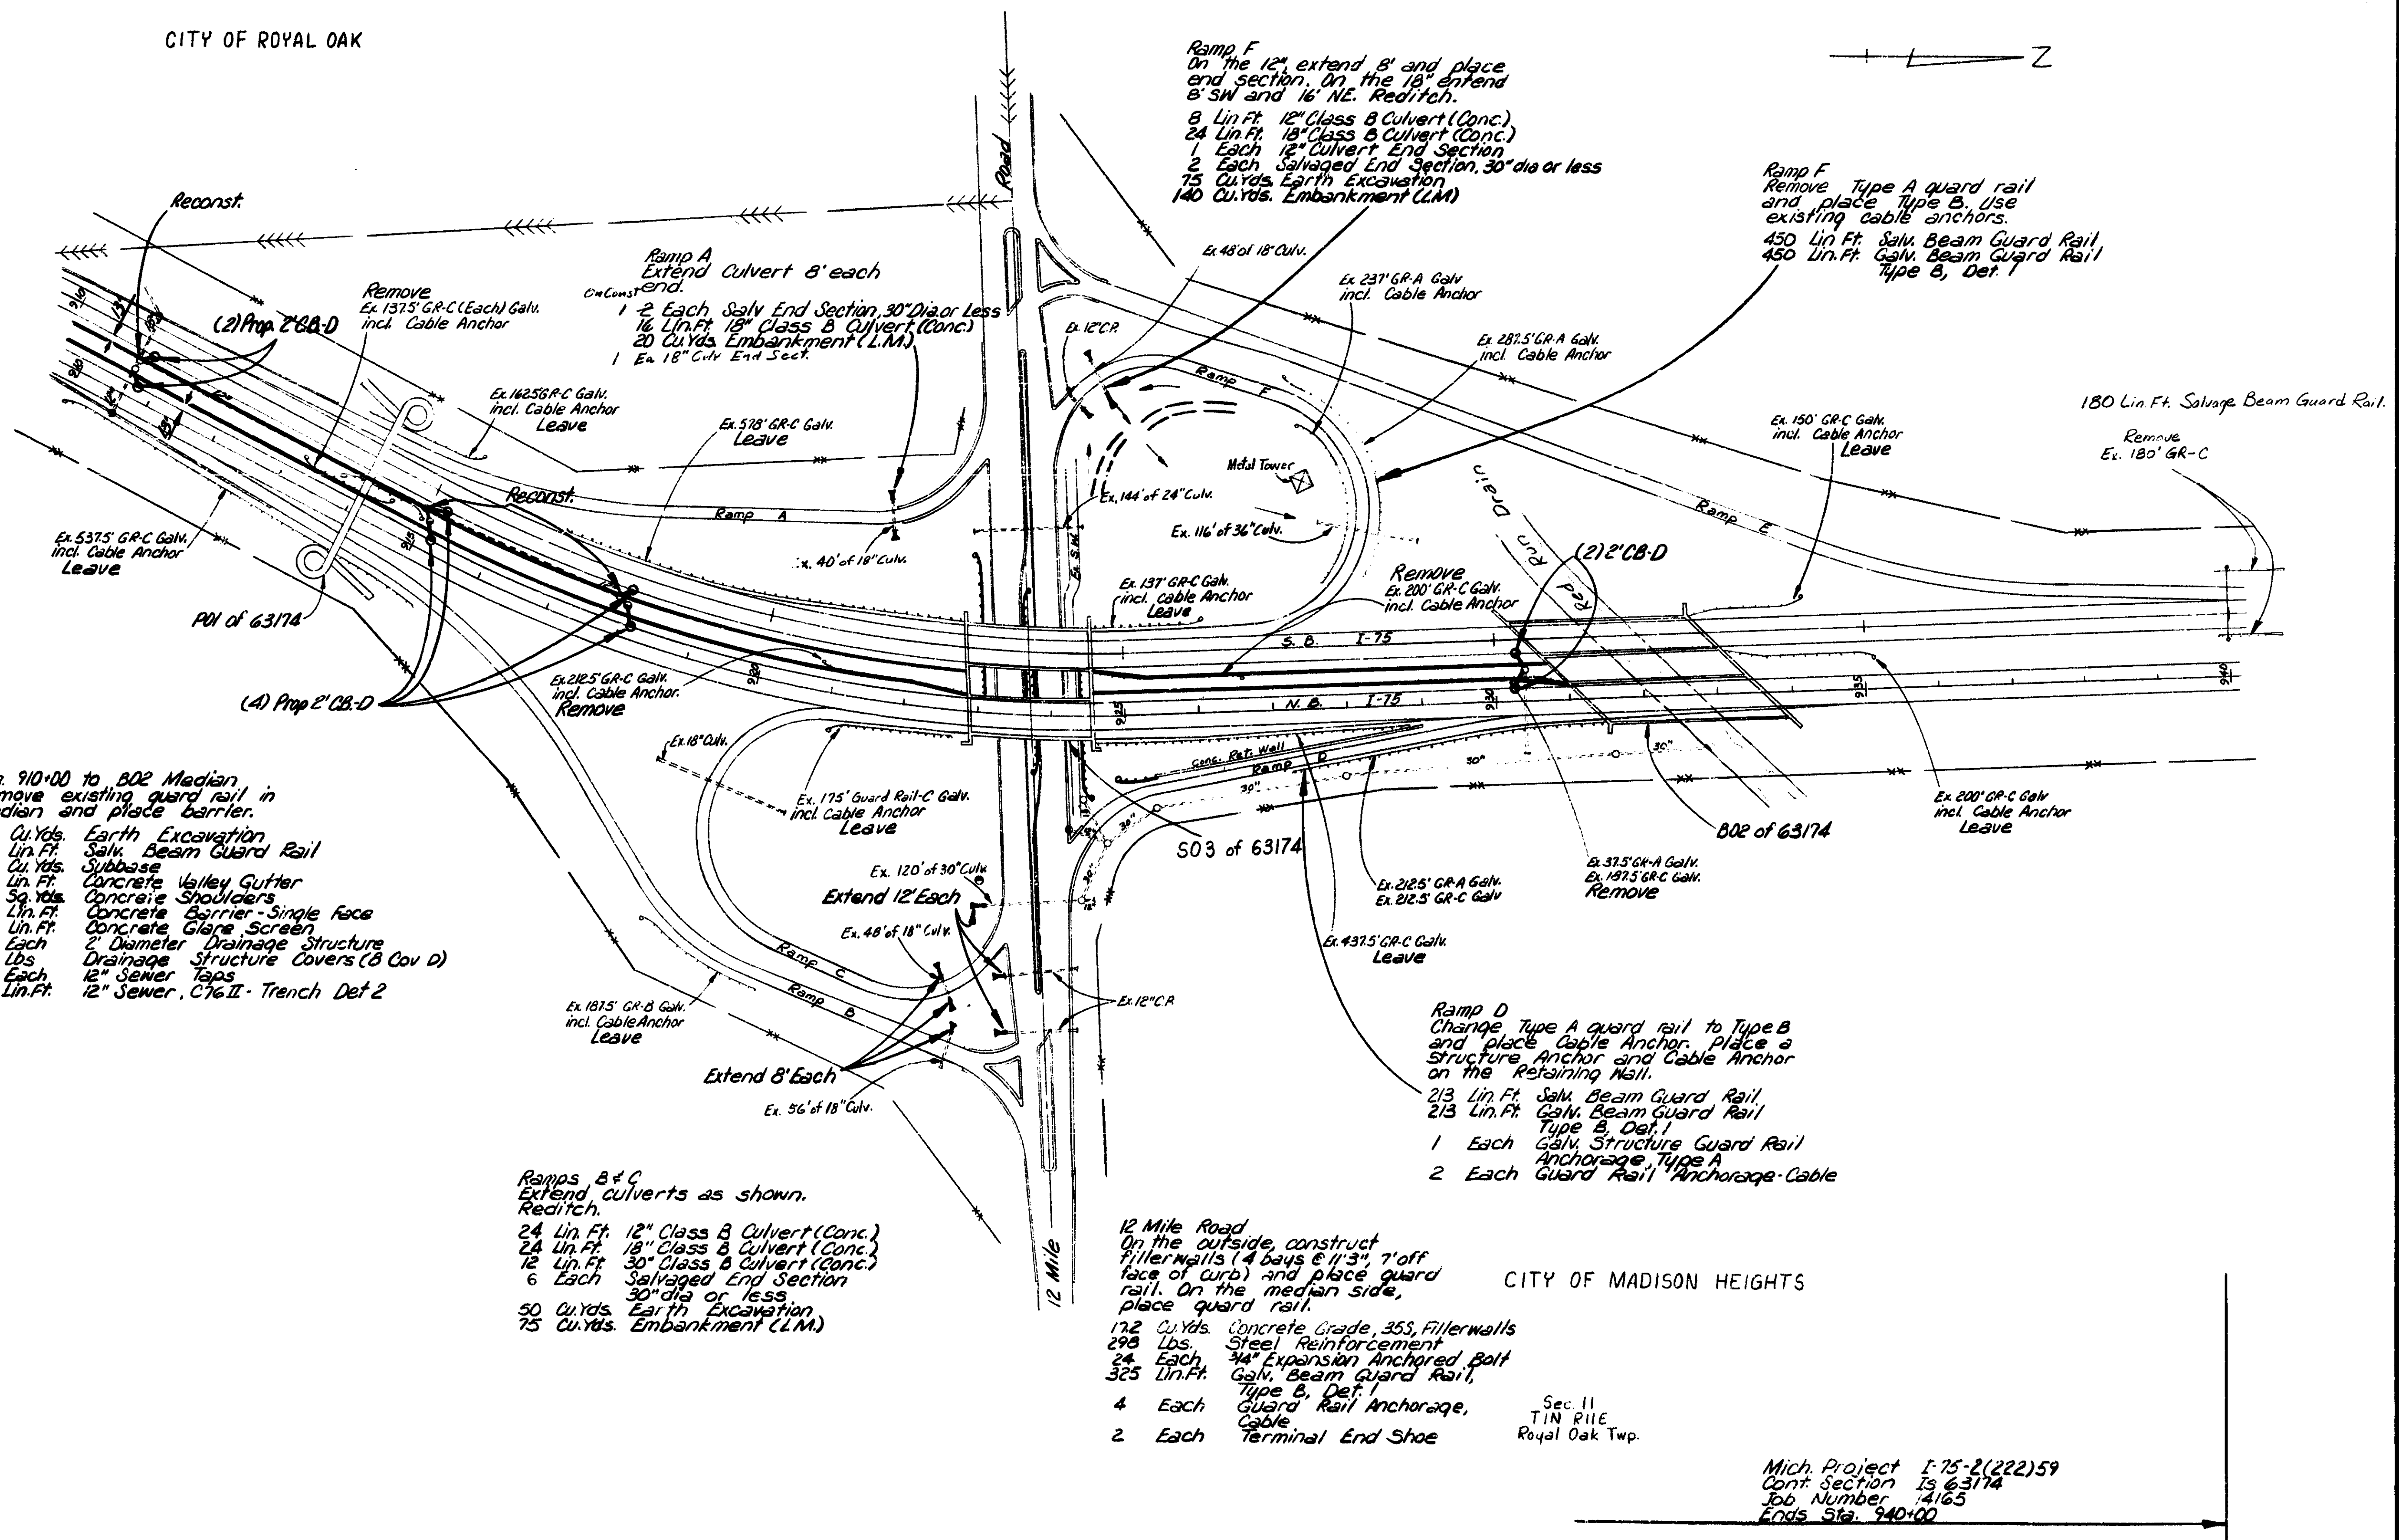 CITY OF ROYAL OAK
Ramp F
On the 12", extend 8' and place
end section. On the 18" entend
8' SW and 16' NE. Reditch.
8 Lin Ft. 12" Class B Culvert (Conc.)
24 Lin. Ft. 18" Class B Culvert (Conc.)
1 Each 12" Culvert End Section
2 Each Salvaged End Section, 30" dia or less
75 Cu.Yds. Earth Excavation
140 Cu.Yds. Embankment (L.M)
Z
Ramp F
Remove Type A guard rail
and place Type B. Use
existing cable anchors.
450 Lin Ft. Salv. Beam Guard Rail
450 Lin.Ft. Galv. Beam Guard Rail
Type B, Det. 1
Reconst.
Road
Ramp A
Extend Culvert 8' each
end.
OnConst
1 2 Each Salv End Section, 30" Dia. or Less
16 Lin.Ft. 18" Class B Culvert (Conc.)
20 Cu.Yds. Embankment (L.M.)
1 Ea 18" Culv End Sect.
Remove
Ex 137.5' GR-C (Each) Galv.
incl. Cable Anchor
(2) Prop. 2' CB-D
Ex 48' of 18" Culv.
Ex. 237' GR-A Galv
incl. Cable Anchor
Ex. 12" C.P.
Ex. 287.5' GR-A Galv.
incl. Cable Anchor
Ramp F
Ex. 162.5' GR-C Galv.
incl. Cable Anchor
Leave
Ex. 578' GR-C Galv.
Leave
Ex. 150' GR-C Galv.
incl. Cable Anchor
Leave
180 Lin. Ft. Salvage Beam Guard Rail.
Remove
Ex. 180' GR-C
Metal Tower
Red Run Drain
Ramp E
Reconst.
Ramp A
Ex. 144' of 24" Culv.
Ex. 116' of 36" Culv.
Ex. 537.5' GR-C Galv.
incl. Cable Anchor
Leave
915
Ex. 40' of 18" Culv.
Ex. 137' GR-C Galv.
incl. Cable Anchor
Leave
Remove
Ex. 200' GR-C Galv.
incl. Cable Anchor
(2) 2' CB-D
P01 of 63174
S. B. I-75
(4) Prop 2' CB-D
Ex. 212.5' GR-C Galv.
incl. Cable Anchor.
Remove
920
925
N. B. I-75
930
935
940
Ex. 18" Culv.
Conc. Ret. Wall
Ramp D
30"
30"
30"
30"
30"
12"
910+00 to B02 Median
move existing guard rail in
dian and place barrier.
Cu.Yds. Earth Excavation
Lin. Ft. Salv. Beam Guard Rail
Cu. Yds. Subbase
Lin. Ft. Concrete Valley Gutter
Sq. Yds. Concrete Shoulders
Lin. Ft. Concrete Barrier - Single Face
Lin. Ft. Concrete Glare Screen
Each 2' Diameter Drainage Structure
Lbs Drainage Structure Covers (B Cov D)
Each 12" Sewer Taps
Lin.Ft. 12" Sewer, C76 II - Trench Det 2
Ex. 175' Guard Rail-C Galv.
incl. Cable Anchor
Leave
S03 of 63174
B02 of 63174
Ex. 200' GR-C Galv
incl. Cable Anchor
Leave
Ex. 120' of 30" Culv.
Extend 12' Each
Ex. 48' of 18" Culv.
Ex. 212.5' GR-A Galv.
Ex. 212.5' GR-C Galv
Ex 37.5' GR-A Galv.
Ex. 187.5' GR-C Galv.
Remove
Ex. 437.5' GR-C Galv.
Leave
Ramp C
Ramp B
Ex. 187.5' GR-B Galv.
incl. Cable Anchor
Leave
Ex. 12" C.P.
Extend 8' Each
Ex. 56' of 18" Culv.
Ramp D
Change Type A guard rail to Type B
and place Cable Anchor. Place a
Structure Anchor and Cable Anchor
on the Retaining Wall.
213 Lin. Ft. Salv. Beam Guard Rail
213 Lin. Ft. Galv. Beam Guard Rail
Type B, Det. 1
1 Each Galv. Structure Guard Rail
Anchorage, Type A
2 Each Guard Rail Anchorage-Cable
Ramps B & C
Extend culverts as shown.
Reditch.
24 Lin. Ft. 12" Class B Culvert (Conc.)
24 Lin. Ft. 18" Class B Culvert (Conc.)
12 Lin. Ft 30" Class B Culvert (Conc.)
6 Each Salvaged End Section
30" dia or less
50 Cu.Yds. Earth Excavation
75 Cu.Yds. Embankment (L.M.)
12 Mile
12 Mile Road
On the outside, construct
fillerwalls (4 bays @ 11'3", 7' off
face of curb) and place guard
rail. On the median side,
place guard rail.
17.2 Cu.Yds. Concrete Grade, 35S, Fillerwalls
298 Lbs. Steel Reinforcement
24 Each 3/4" Expansion Anchored Bolt
325 Lin.Ft. Galv. Beam Guard Rail,
Type B, Det. 1
4 Each Guard Rail Anchorage,
Cable
2 Each Terminal End Shoe
CITY OF MADISON HEIGHTS
Sec. 11
T1N R11E
Royal Oak Twp.
Mich. Project I-75-2(222)59
Cont. Section Is 63174
Job Number 14165
Ends Sta. 940+00